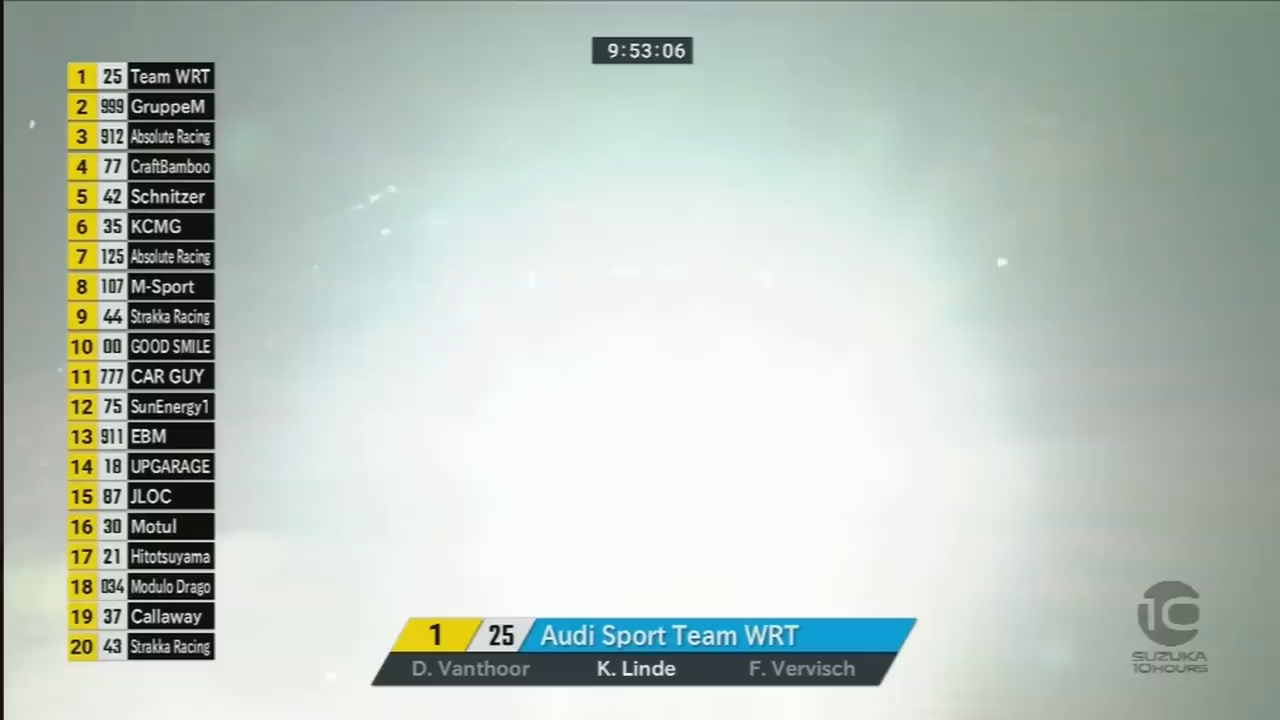 9:53:06
1 25 Team WRT
2 999 GruppeM
3 912 Absolute Racing
4 77 CraftBamboo
5 42 Schnitzer
6 35 KCMG
7 125 Absolute Racing
8 107 M-Sport
9 44 Strakka Racing
10 00 GOOD SMILE
11 777 CAR GUY
12 75 SunEnergy1
13 911 EBM
14 18 UPGARAGE
15 87 JLOC
16 30 Motul
17 21 Hitotsuyama
18 034 Modulo Drago
19 37 Callaway
20 43 Strakka Racing
1 25 Audi Sport Team WRT
D. Vanthoor K. Linde F. Vervisch
10
SUZUKA
10HOURS